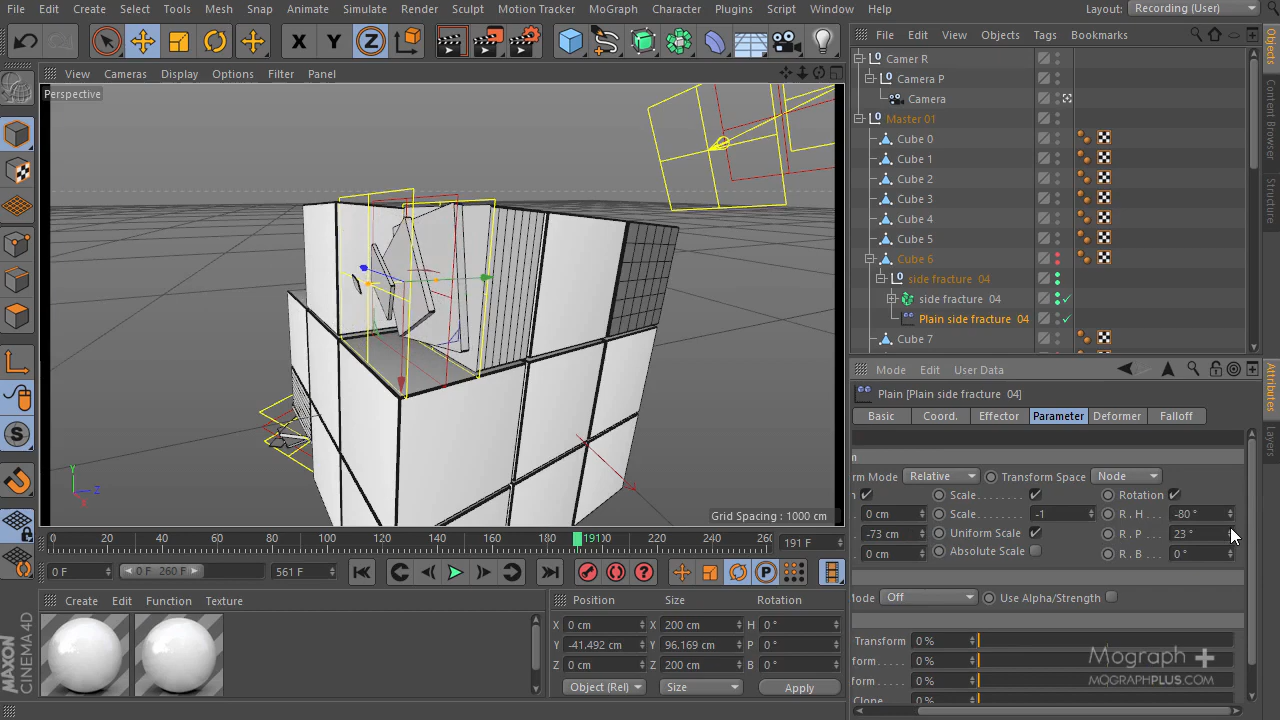 File Edit Create Select Tools Mesh Snap Animate Simulate Render Sculpt Motion Tracker MoGraph Character Plugins Script Window Help
Layout: Recording (User)
X Y Z
File Edit View Objects Tags Bookmarks
View Cameras Display Options Filter Panel
Perspective
Camer R
Camera P
Camera
Master 01
Cube 0
Cube 1
Cube 2
Cube 3
Cube 4
Cube 5
Cube 6
side fracture 04
side fracture 04
Plain side fracture 04
Cube 7
Objects
Content Browser
Structure
Attributes
Layers
Mode Edit User Data
Plain [Plain side fracture 04]
Basic Coord. Effector Parameter Deformer Falloff
rm Mode Relative Transform Space Node
Scale Rotation
0 cm Scale -1 R . H -80 °
-73 cm Uniform Scale R . P 23 °
0 cm Absolute Scale R . B 0 °
Mode Off Use Alpha/Strength
Transform 0 %
form 0 %
form 0 %
Clone 0 %
Mograph +
MOGRAPHPLUS.COM
Y
Z
Grid Spacing : 1000 cm
0 20 40 60 80 100 120 140 160 191 0 220 240 260
191 F
0 F 0 F 260 F 561 F
P
Create Edit Function Texture
MAXON
CINEMA 4D
Position Size Rotation
X 0 cm X 200 cm H 0 °
Y -41.492 cm Y 96.169 cm P 0 °
Z 0 cm Z 200 cm B 0 °
Object (Rel) Size Apply